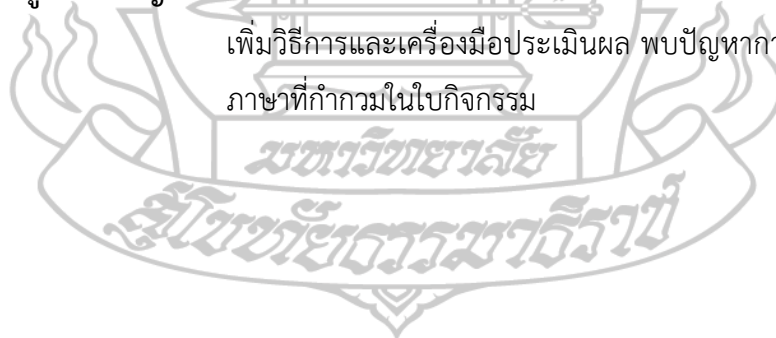 เพิ่มวิธีการและเครื่องมือประเมินผล พบปัญหา
ภาษาที่กำกวมในใบกิจกรรม
มหาวิทยาลัย
สุโขทัยธรรมาธิราช